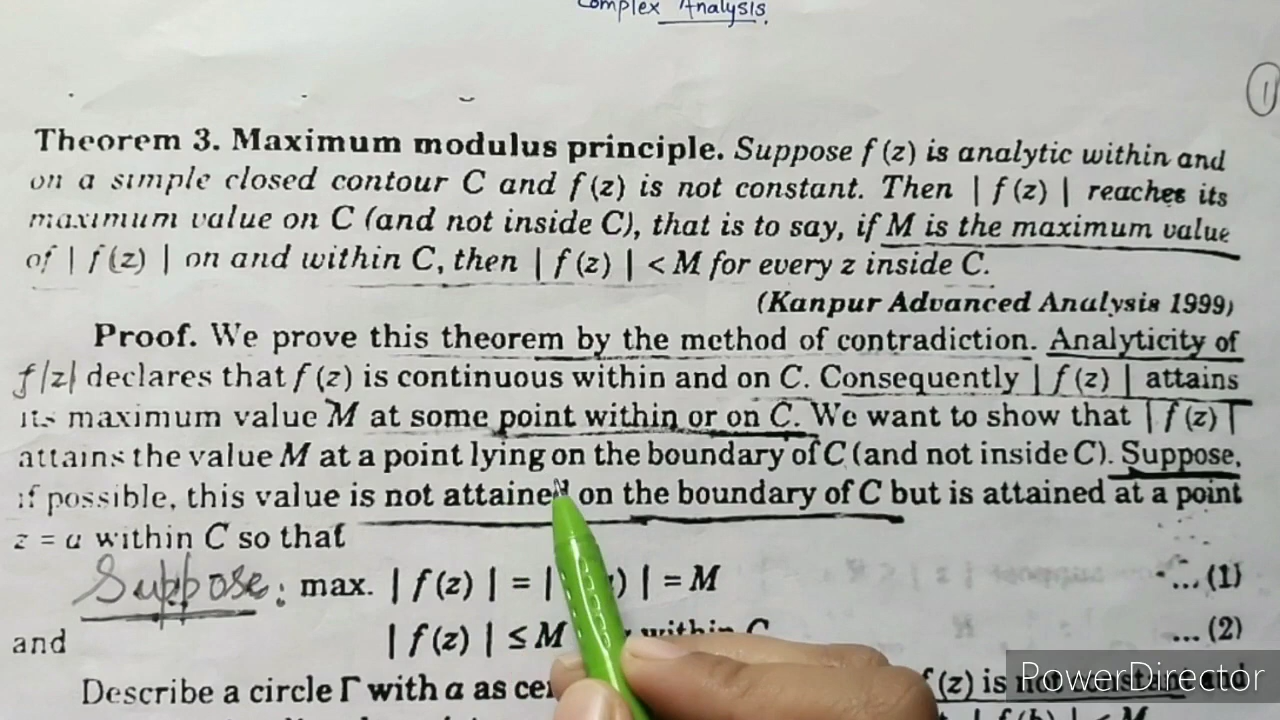 Complex Analysis.
1
Theorem 3. Maximum modulus principle. Suppose f (z) is analytic within and
on a simple closed contour C and f (z) is not constant. Then | f (z) | reaches its
maximum value on C (and not inside C), that is to say, if M is the maximum value
of | f (z) | on and within C, then | f (z) | < M for every z inside C.
(Kanpur Advanced Analysis 1999)
Proof. We prove this theorem by the method of contradiction. Analyticity of
f|z| declares that f (z) is continuous within and on C. Consequently | f (z) | attains
its maximum value M at some point within or on C. We want to show that | f (z) |
attains the value M at a point lying on the boundary of C (and not inside C). Suppose,
if possible, this value is not attained on the boundary of C but is attained at a point
z = a within C so that
Suppose : max. | f (z) | = | ) | = M ... (1)
and | f (z) | ≤ M within C ... (2)
Describe a circle Γ with a as f (z) is not constant and
| f (b) | < M
PowerDirector